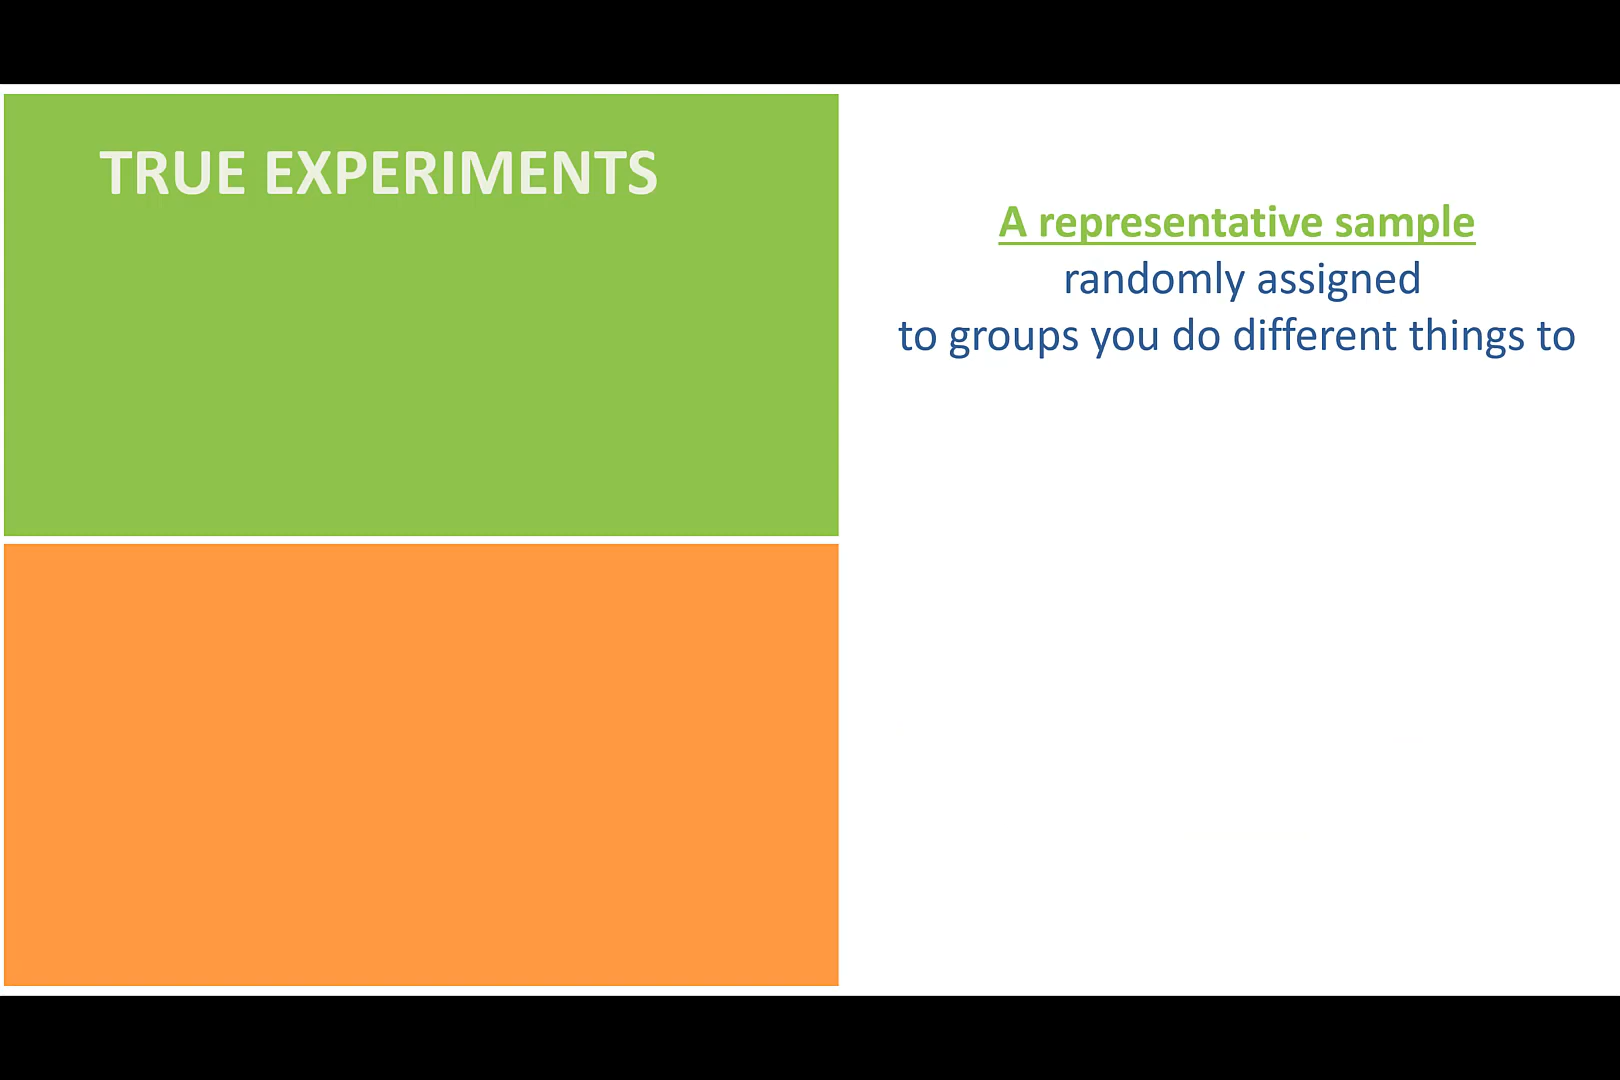 TRUE EXPERIMENTS
A representative sample
randomly assigned
to groups you do different things to